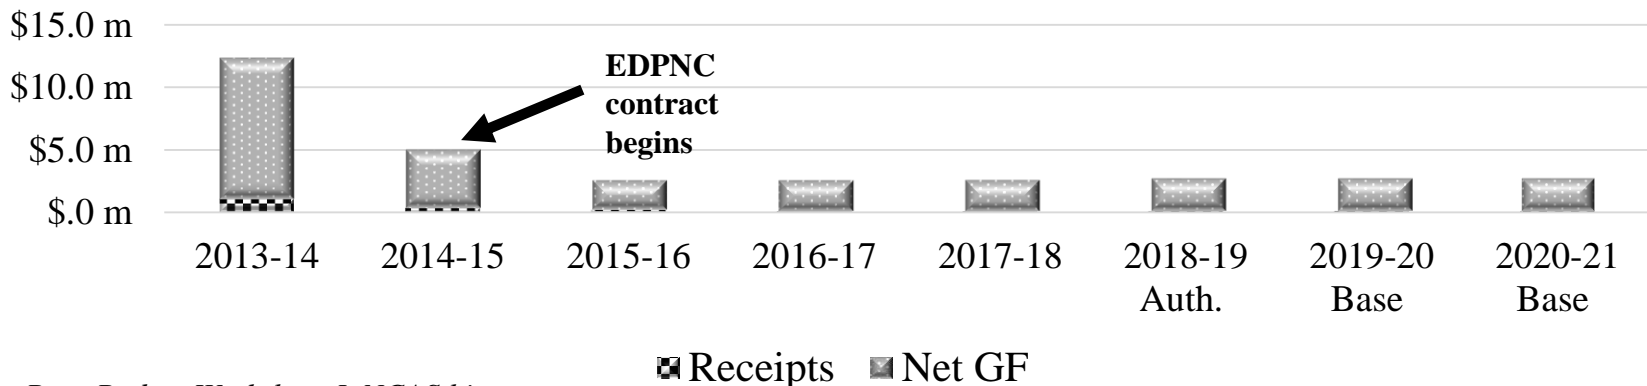 $15.0 m
$10.0 m
$5.0 m
$.0 m
EDPNC
contract
begins
2013-14 2014-15 2015-16 2016-17 2017-18 2018-19 2019-20 2020-21
Auth. Base Base
Receipts Net GF